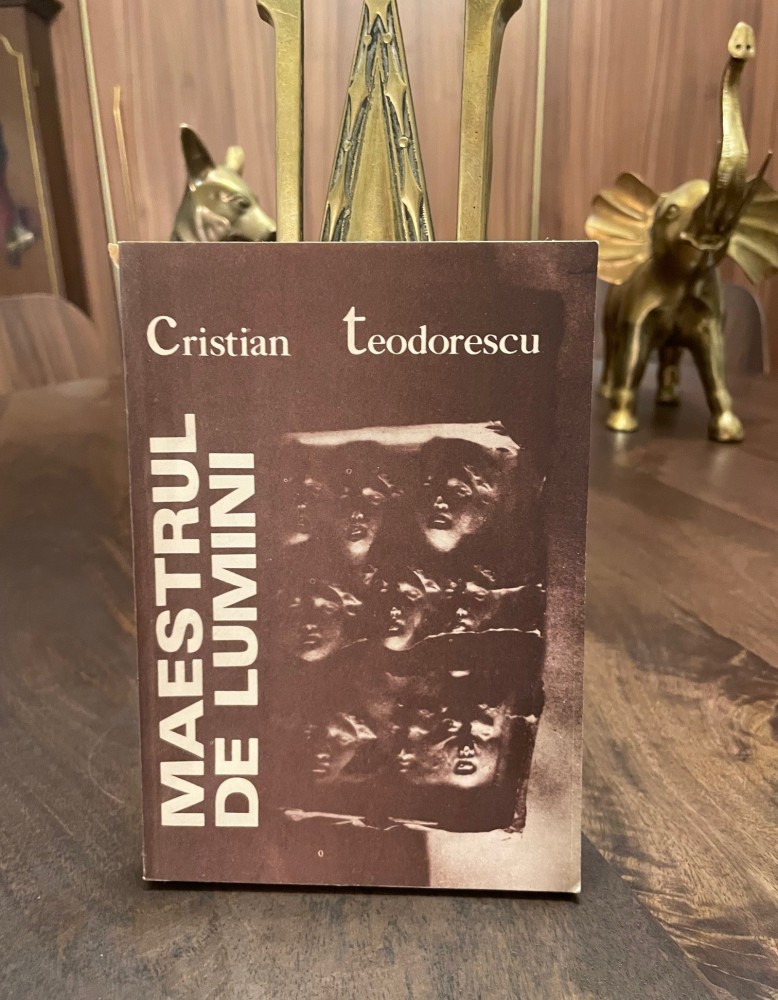 Cristian teodorescu
MAESTRUL
DE LUMINI